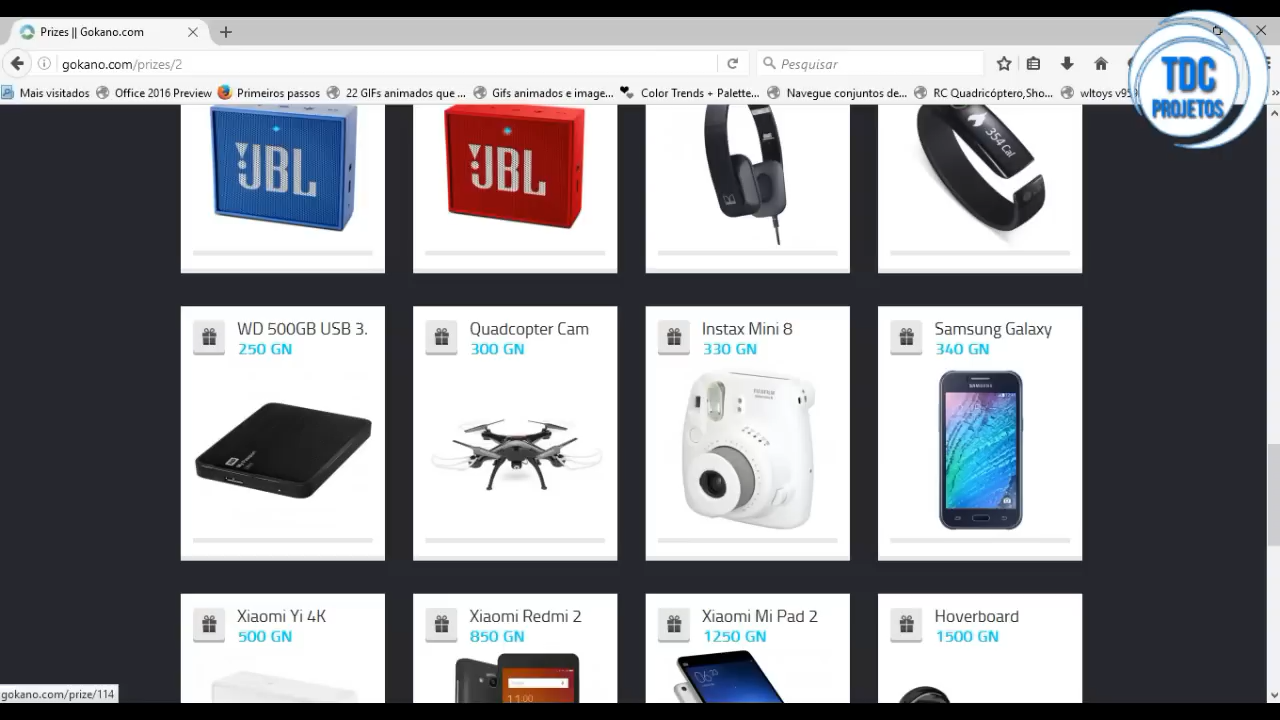 Prizes || Gokano.com
gokano.com/prizes/2
Pesquisar
TDC
PROJETOS
Mais visitados
Office 2016 Preview
Primeiros passos
22 GIFs animados que ...
Gifs animados e image...
Color Trends + Palette...
Navegue conjuntos de...
RC Quadricóptero,Sho...
wltoys v959
JBL
JBL
354 Cal
WD 500GB USB 3.
250 GN
Quadcopter Cam
300 GN
Instax Mini 8
330 GN
Samsung Galaxy
340 GN
SAMSUNG
Xiaomi Yi 4K
500 GN
Xiaomi Redmi 2
850 GN
Xiaomi Mi Pad 2
1250 GN
Hoverboard
1500 GN
11:00
gokano.com/prize/114